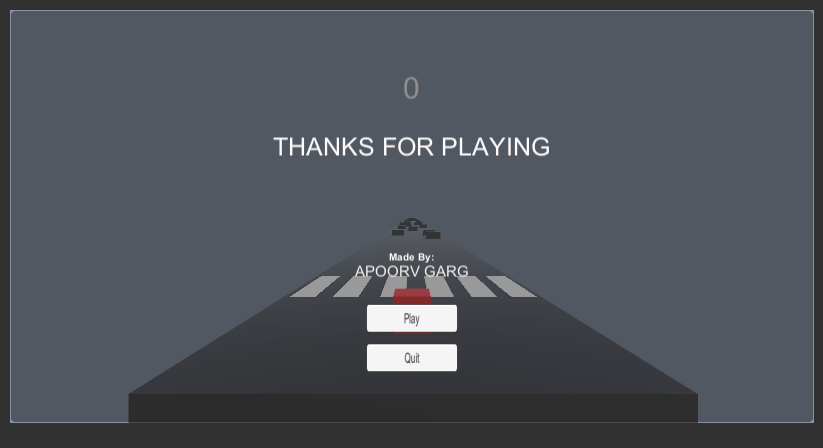 0
THANKS FOR PLAYING
Made By:
APOORV GARG
Play
Quit